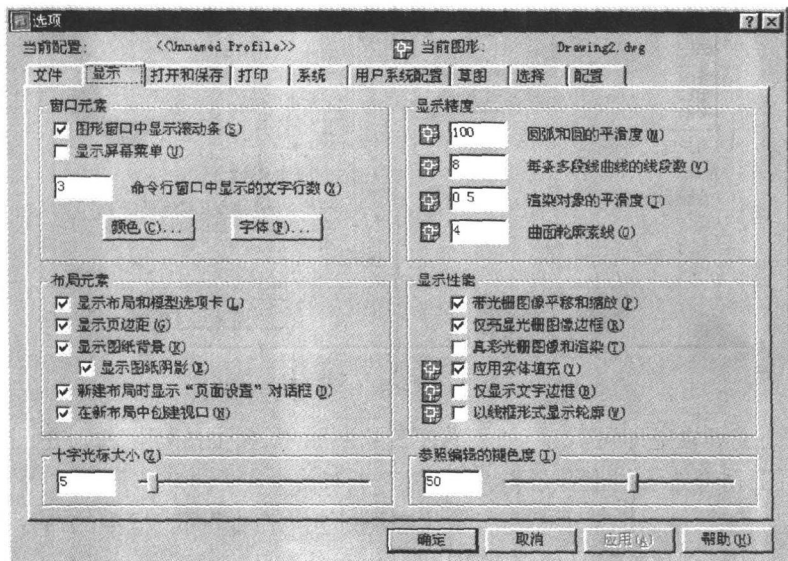 选项
当前配置: <<Unnamed Profile>> 当前图形: Drawing2.dwg
文件 显示 打开和保存 打印 系统 用户系统配置 草图 选择 配置
窗口元素
图形窗口中显示滚动条(S)
显示屏幕菜单(U)
3 命令行窗口中显示的文字行数(X)
颜色(C)... 字体(F)...
显示精度
100 圆弧和圆的平滑度(M)
8 每条多段线曲线的线段数(V)
0.5 渲染对象的平滑度(J)
4 曲面轮廓素线(O)
布局元素
显示布局和模型选项卡(L)
显示页边距(G)
显示图纸背景(K)
显示图纸阴影(E)
新建布局时显示“页面设置”对话框(D)
在新布局中创建视口(N)
显示性能
带光栅图像平移和缩放(P)
仅亮显光栅图像边框(R)
真彩光栅图像和渲染(T)
应用实体填充(Y)
仅显示文字边框(B)
以线框形式显示轮廓(W)
十字光标大小(Z)
5
参照编辑的褪色度(I)
50
确定 取消 应用(A) 帮助(H)